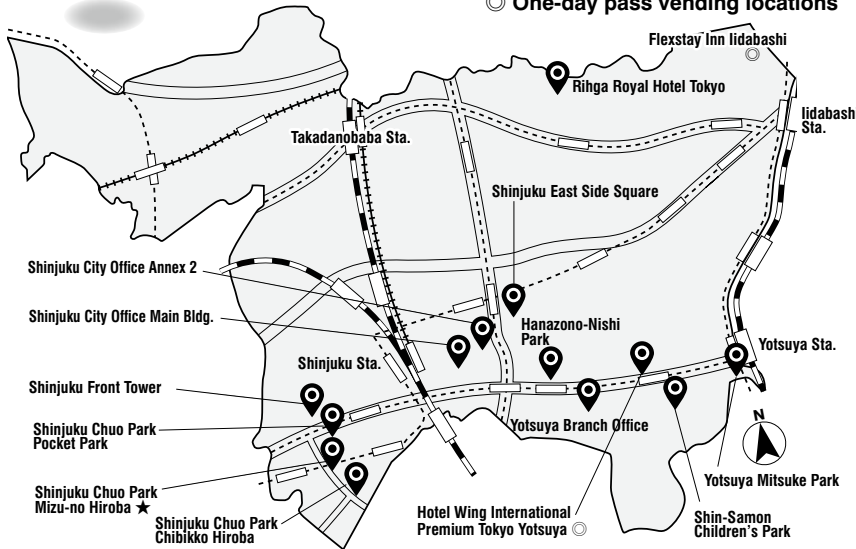 ◎ One-day pass vending locations
Flexstay Inn Iidabashi
◎
Rihga Royal Hotel Tokyo
Iidabash
Sta.
Takadanobaba Sta.
Shinjuku East Side Square
Shinjuku City Office Annex 2
Shinjuku City Office Main Bldg.
Hanazono-Nishi
Park
Shinjuku Sta.
Yotsuya Sta.
Shinjuku Front Tower
Shinjuku Chuo Park
Pocket Park
Yotsuya Branch Office
N
Yotsuya Mitsuke Park
Shinjuku Chuo Park
Mizu-no Hiroba ★
Shinjuku Chuo Park
Chibikko Hiroba
Hotel Wing International
Premium Tokyo Yotsuya ◎
Shin-Samon
Children's Park